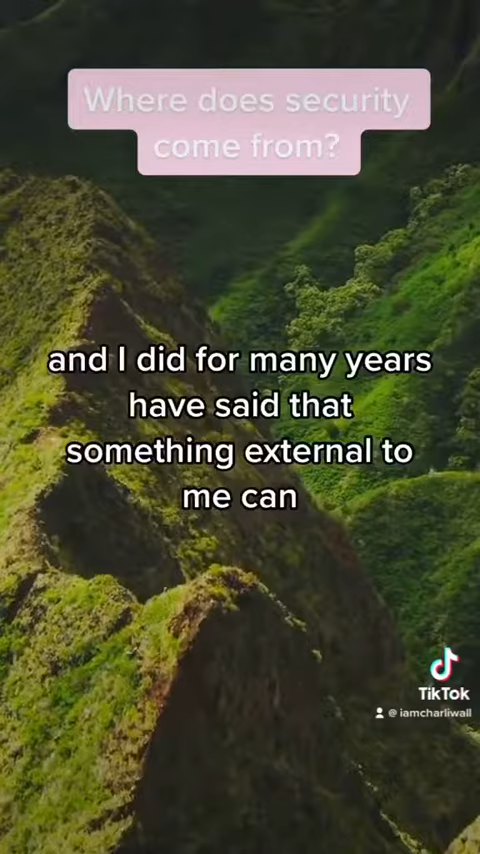 Where does security
come from?
and I did for many years
have said that
something external to
me can
TikTok
@ iamcharliwall